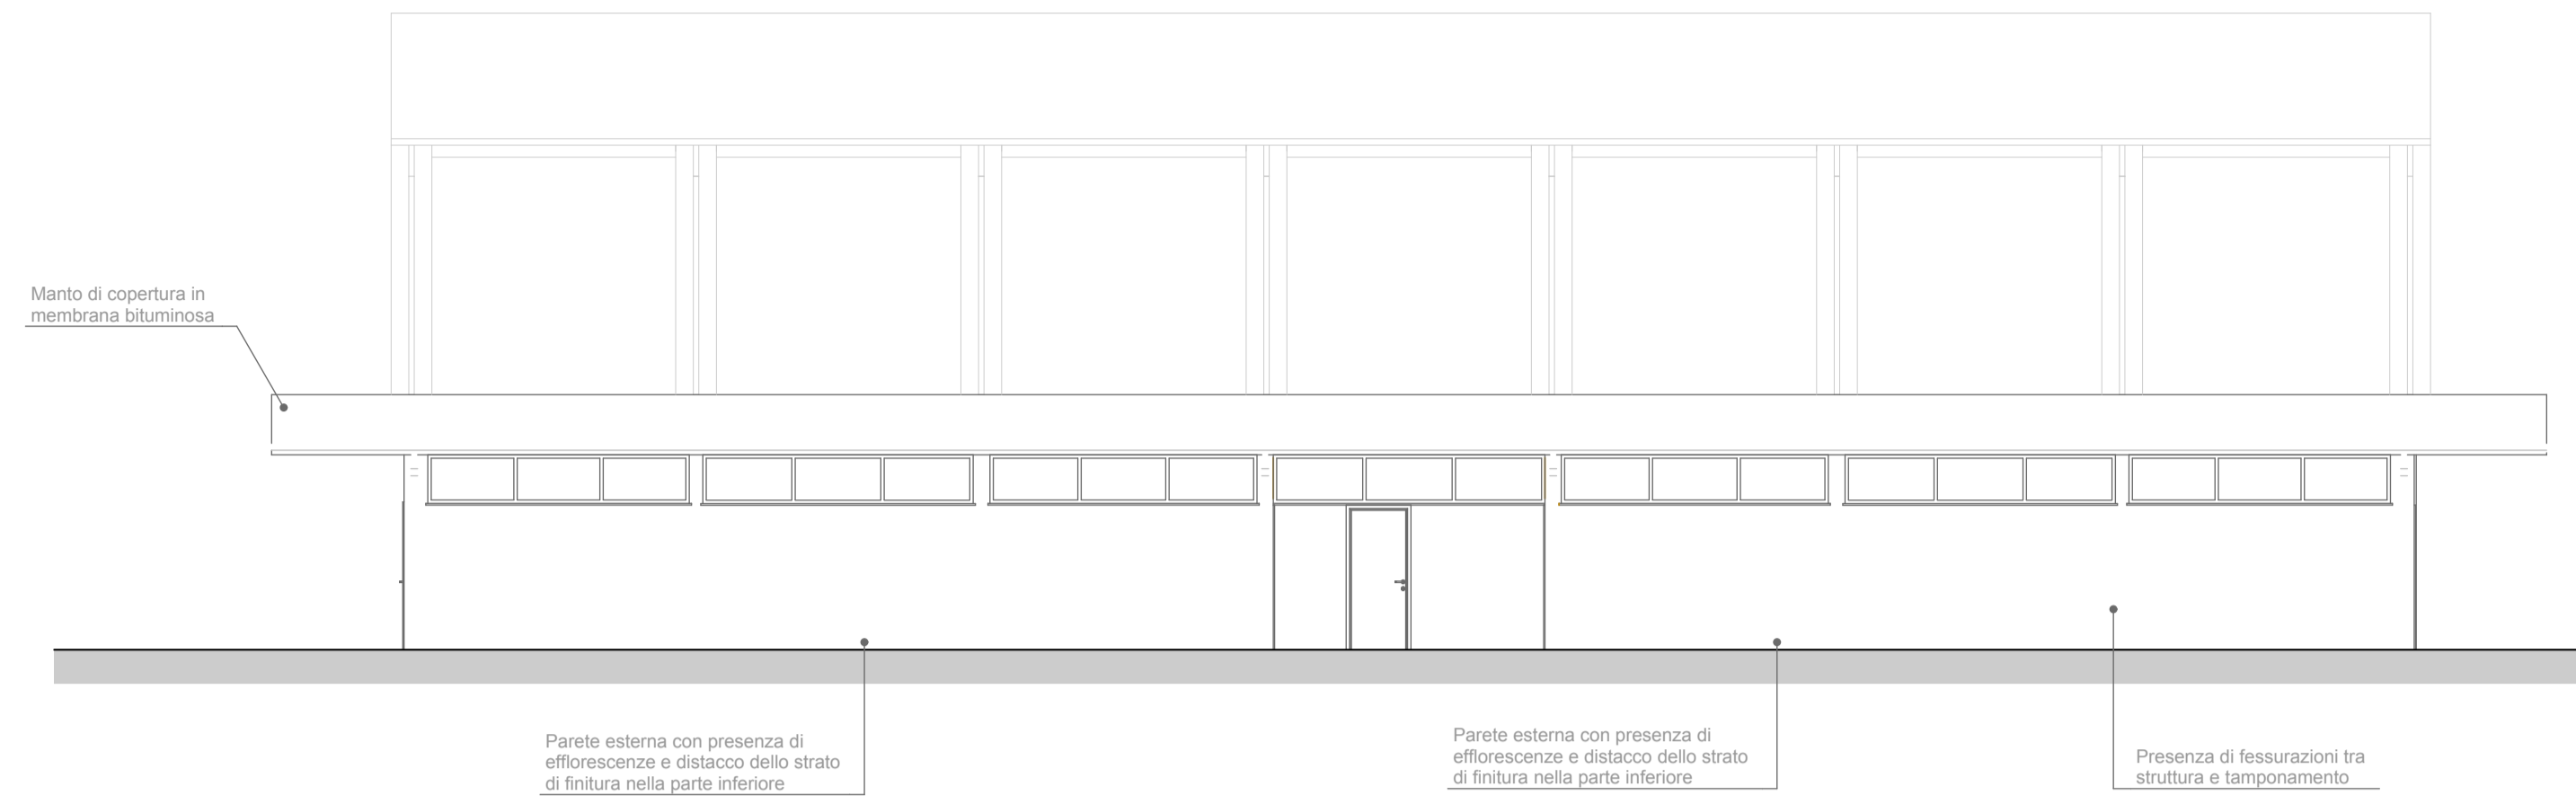 Manto di copertura in
membrana bituminosa
Parete esterna con presenza di
efflorescenze e distacco dello strato
di finitura nella parte inferiore
Parete esterna con presenza di
efflorescenze e distacco dello strato
di finitura nella parte inferiore
Presenza di fessurazioni tra
struttura e tamponamento